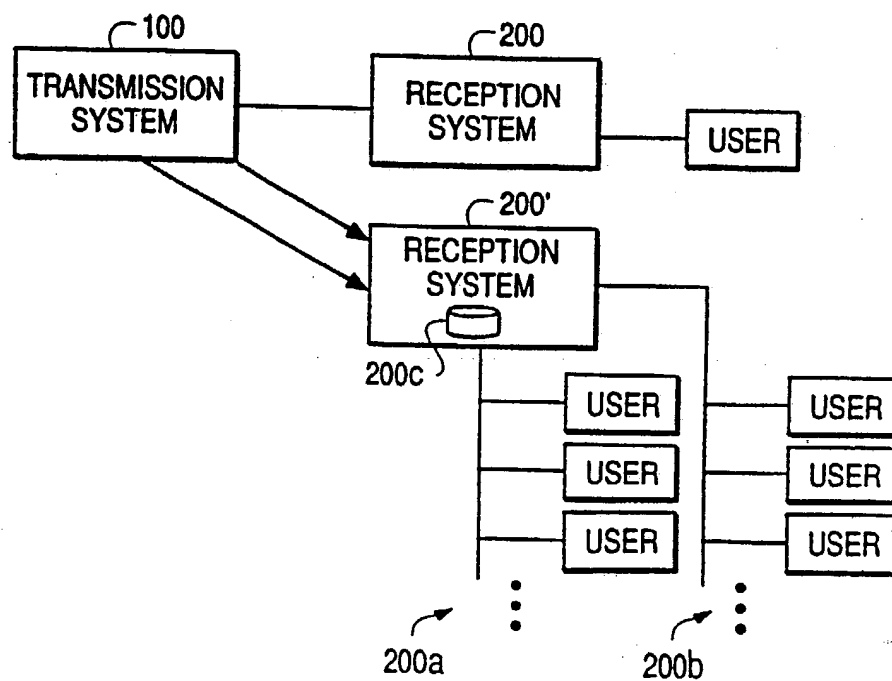 100
TRANSMISSION
SYSTEM
200
RECEPTION
SYSTEM
USER
200'
RECEPTION
SYSTEM
200c
USER
USER
USER
USER
USER
USER
200a
200b